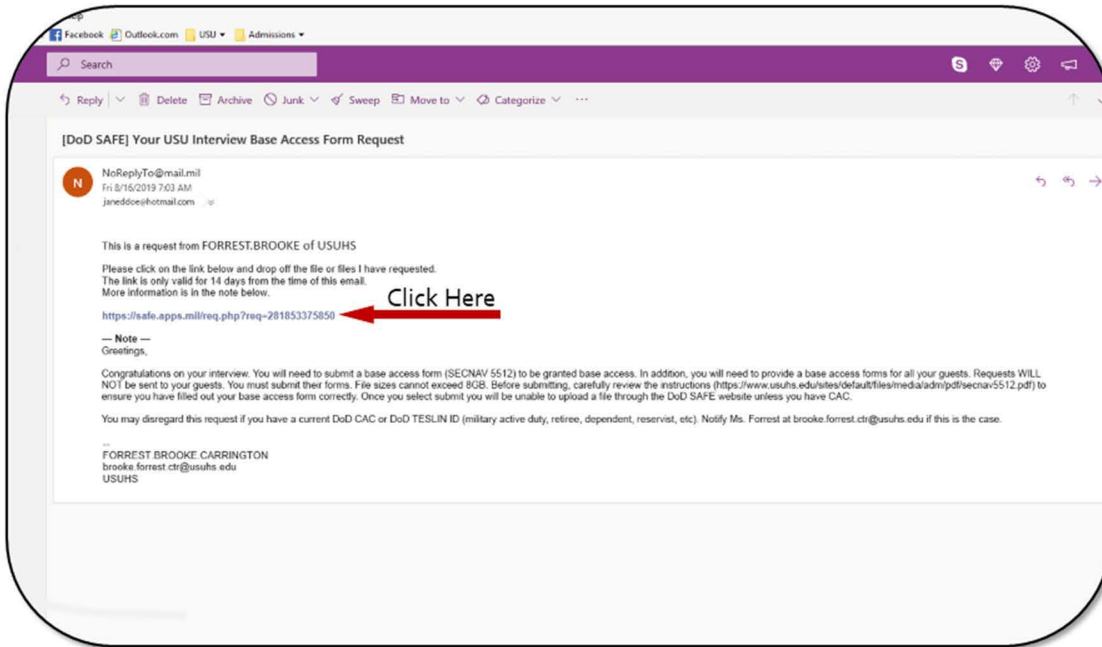 Facebook Outlook.com USU Admissions
Search
Reply Delete Archive Junk Sweep Move to Categorize ...
[DoD SAFE] Your USU Interview Base Access Form Request
N
NoReplyTo@mail.mil
Fri 8/16/2019 7:03 AM
janeddoe@hotmail.com
This is a request from FORREST.BROOKE of USUHS
Please click on the link below and drop off the file or files I have requested.
The link is only valid for 14 days from the time of this email.
More information is in the note below.
Click Here
https://safe.apps.mil/req.php?req=281853375850
— Note —
Greetings,
Congratulations on your interview. You will need to submit a base access form (SECNAV 5512) to be granted base access. In addition, you will need to provide a base access forms for all your guests. Requests WILL
NOT be sent to your guests. You must submit their forms. File sizes cannot exceed 8GB. Before submitting, carefully review the instructions (https://www.usuhs.edu/sites/default/files/media/adm/pdf/secnav5512.pdf) to
ensure you have filled out your base access form correctly. Once you select submit you will be unable to upload a file through the DoD SAFE website unless you have CAC.
You may disregard this request if you have a current DoD CAC or DoD TESLIN ID (military active duty, retiree, dependent, reservist, etc). Notify Ms. Forrest at brooke.forrest.ctr@usuhs.edu if this is the case.
--
FORREST.BROOKE.CARRINGTON
brooke.forrest.ctr@usuhs.edu
USUHS